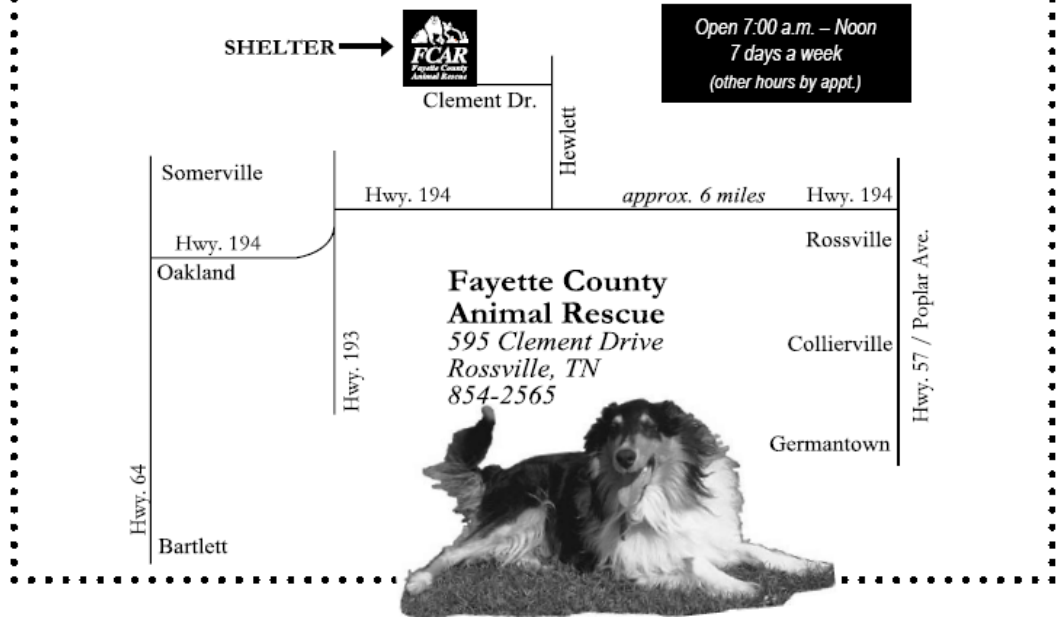 SHELTER
FCAR
Fayette County
Animal Rescue
Open 7:00 a.m. – Noon
7 days a week
(other hours by appt.)
Clement Dr.
Hewlett
Somerville
Hwy. 194
approx. 6 miles
Hwy. 194
Hwy. 194
Rossville
Oakland
Hwy. 57 / Poplar Ave.
Fayette County
Animal Rescue
595 Clement Drive
Rossville, TN
854-2565
Hwy. 193
Collierville
Germantown
Hwy. 64
Bartlett